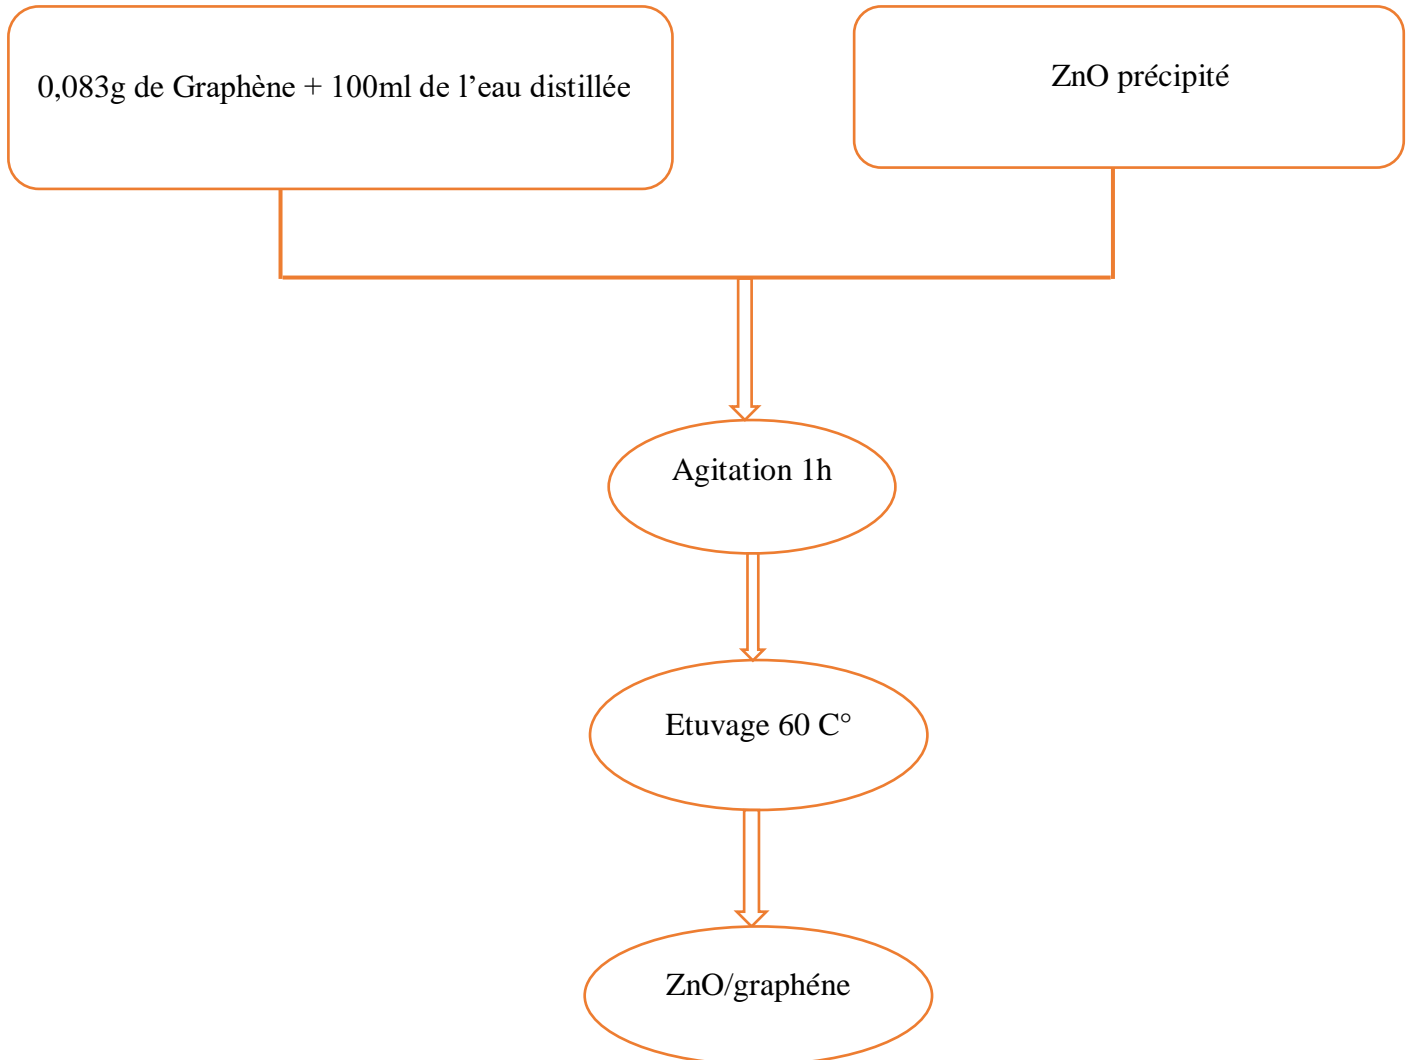 0,083g de Graphène + 100ml de l’eau distillée
ZnO précipité
Agitation 1h
Etuvage 60 C°
ZnO/graphéne